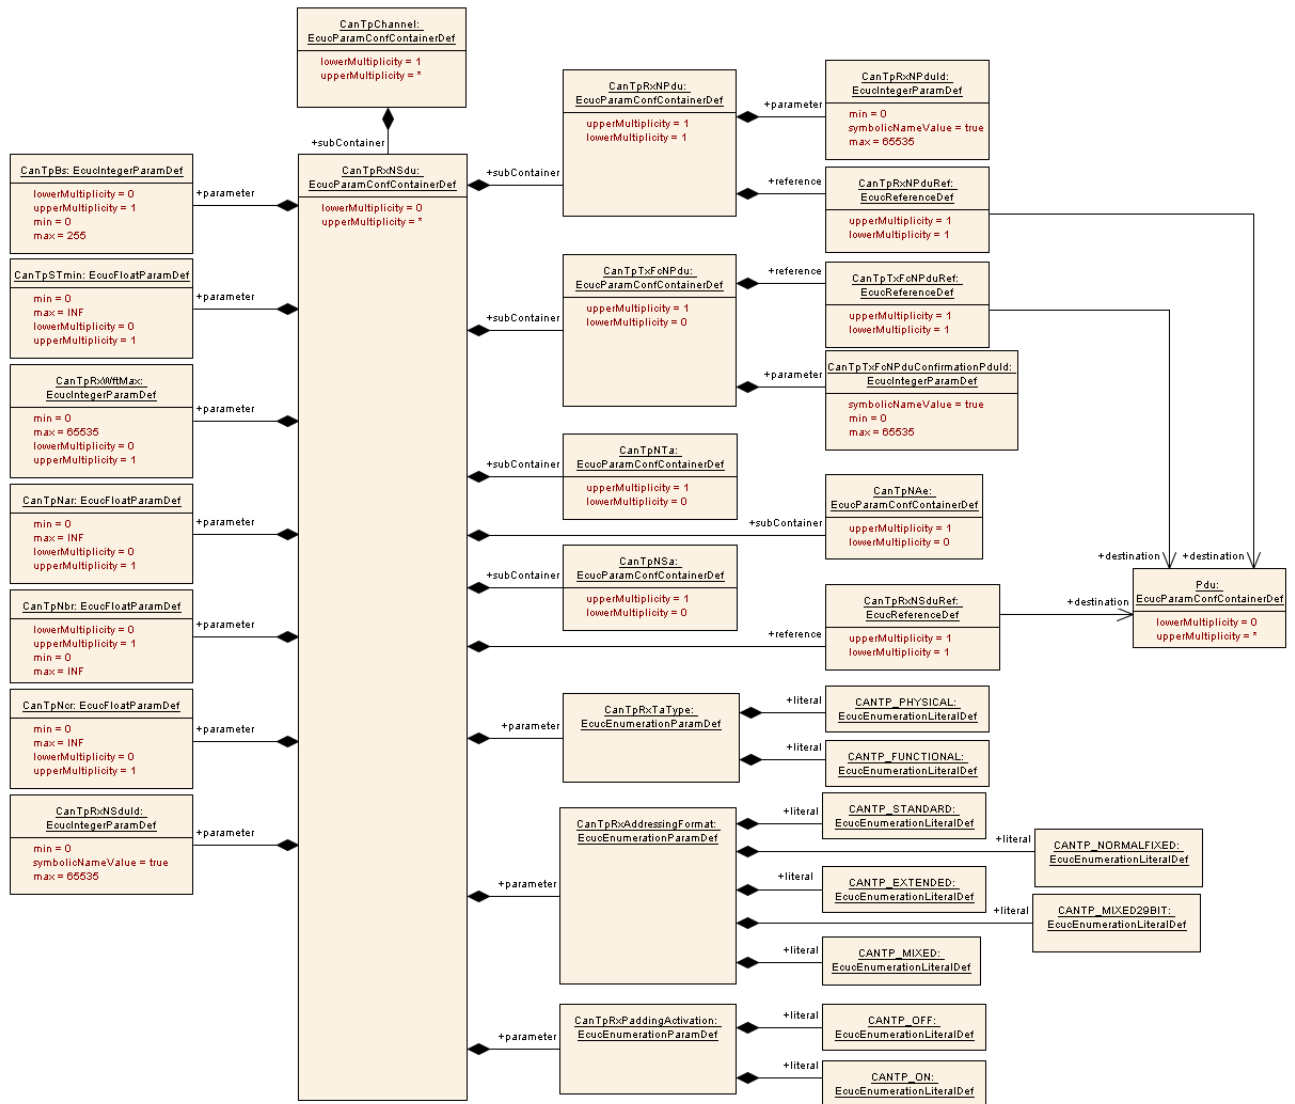 CanTpChannel:
EcucParamConfContainerDef
lowerMultiplicity = 1
upperMultiplicity = *
+subContainer
CanTpRxNSdu:
EcucParamConfContainerDef
lowerMultiplicity = 0
upperMultiplicity = *
CanTpBs: EcucIntegerParamDef
lowerMultiplicity = 0
upperMultiplicity = 1
min = 0
max = 255
+parameter
CanTpSTmin: EcucFloatParamDef
min = 0
max = INF
lowerMultiplicity = 0
upperMultiplicity = 1
+parameter
CanTpRxWftMax:
EcucIntegerParamDef
min = 0
max = 65535
lowerMultiplicity = 0
upperMultiplicity = 1
+parameter
CanTpNar: EcucFloatParamDef
min = 0
max = INF
lowerMultiplicity = 0
upperMultiplicity = 1
+parameter
CanTpNbr: EcucFloatParamDef
lowerMultiplicity = 0
upperMultiplicity = 1
min = 0
max = INF
+parameter
CanTpNcr: EcucFloatParamDef
min = 0
max = INF
lowerMultiplicity = 0
upperMultiplicity = 1
+parameter
CanTpRxNSduId:
EcucIntegerParamDef
min = 0
symbolicNameValue = true
max = 65535
+parameter
+subContainer
CanTpRxNPdu:
EcucParamConfContainerDef
upperMultiplicity = 1
lowerMultiplicity = 1
+parameter
CanTpRxNPduId:
EcucIntegerParamDef
min = 0
symbolicNameValue = true
max = 65535
+reference
CanTpRxNPduRef:
EcucReferenceDef
upperMultiplicity = 1
lowerMultiplicity = 1
+subContainer
CanTpTxFcNPdu:
EcucParamConfContainerDef
upperMultiplicity = 1
lowerMultiplicity = 0
+reference
CanTpTxFcNPduRef:
EcucReferenceDef
upperMultiplicity = 1
lowerMultiplicity = 1
+parameter
CanTpTxFcNPduConfirmationPduId:
EcucIntegerParamDef
symbolicNameValue = true
min = 0
max = 65535
+subContainer
CanTpNTa:
EcucParamConfContainerDef
upperMultiplicity = 1
lowerMultiplicity = 0
+subContainer
CanTpNAe:
EcucParamConfContainerDef
upperMultiplicity = 1
lowerMultiplicity = 0
+subContainer
CanTpNSa:
EcucParamConfContainerDef
upperMultiplicity = 1
lowerMultiplicity = 0
+reference
CanTpRxNSduRef:
EcucReferenceDef
upperMultiplicity = 1
lowerMultiplicity = 1
+destination
+destination
+destination
Pdu:
EcucParamConfContainerDef
lowerMultiplicity = 0
upperMultiplicity = *
+parameter
CanTpRxTaType:
EcucEnumerationParamDef
+literal
CANTP_PHYSICAL:
EcucEnumerationLiteralDef
+literal
CANTP_FUNCTIONAL:
EcucEnumerationLiteralDef
+parameter
CanTpRxAddressingFormat:
EcucEnumerationParamDef
+literal
CANTP_STANDARD:
EcucEnumerationLiteralDef
+literal
CANTP_NORMALFIXED:
EcucEnumerationLiteralDef
+literal
CANTP_EXTENDED:
EcucEnumerationLiteralDef
+literal
CANTP_MIXED29BIT:
EcucEnumerationLiteralDef
+literal
CANTP_MIXED:
EcucEnumerationLiteralDef
+parameter
CanTpRxPaddingActivation:
EcucEnumerationParamDef
+literal
CANTP_OFF:
EcucEnumerationLiteralDef
+literal
CANTP_ON:
EcucEnumerationLiteralDef